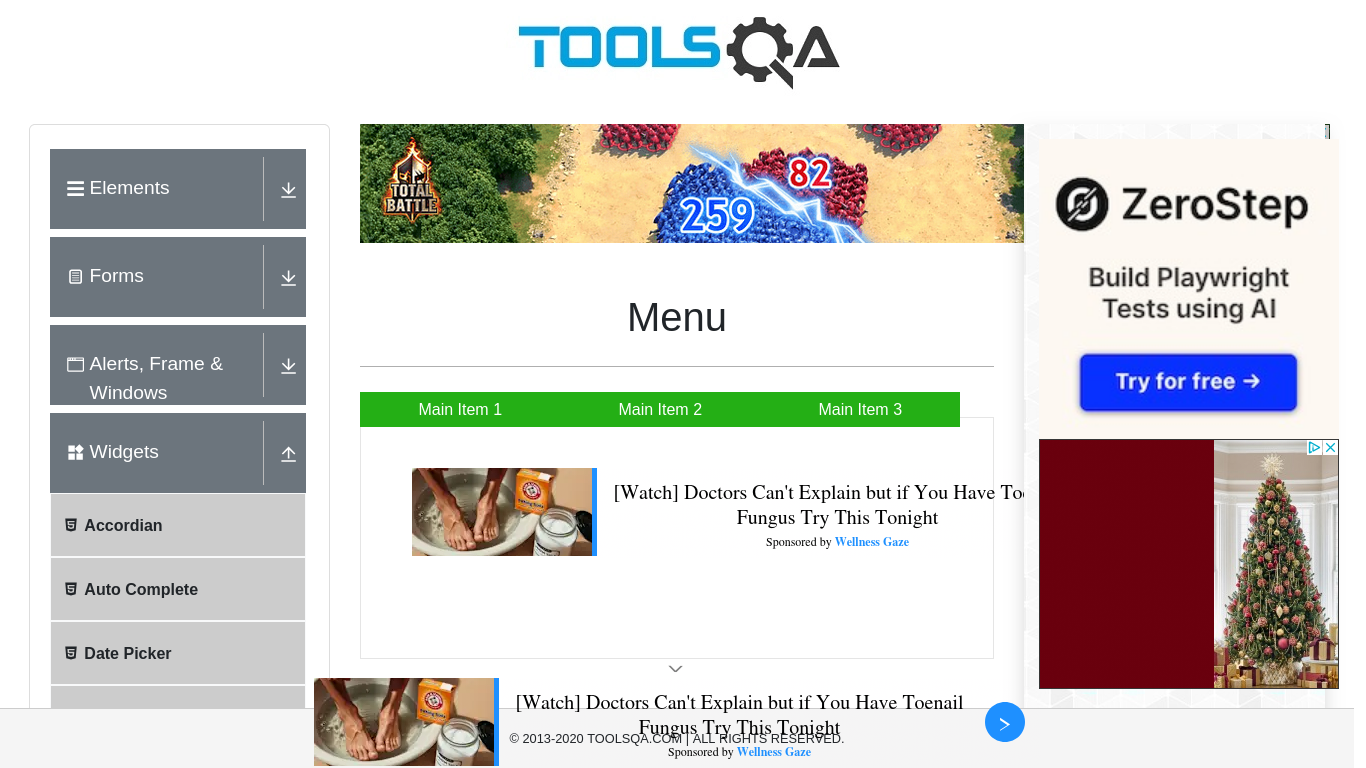 TOOLSQA
Elements
Forms
Alerts, Frame &
Windows
Widgets
Accordian
Auto Complete
Date Picker
TOTAL
BATTLE
259
82
Menu
Main Item 1
Main Item 2
Main Item 3
[Watch] Doctors Can't Explain but if You Have
Fungus Try This Tonight
Sponsored by Wellness Gaze
ZeroStep
Build Playwright
Tests using AI
Try for free →
[Watch] Doctors Can't Explain but if You Have Toenail
Fungus Try This Tonight
Sponsored by Wellness Gaze
© 2013-2020 TOOLSQA.COM | ALL RIGHTS RESERVED.